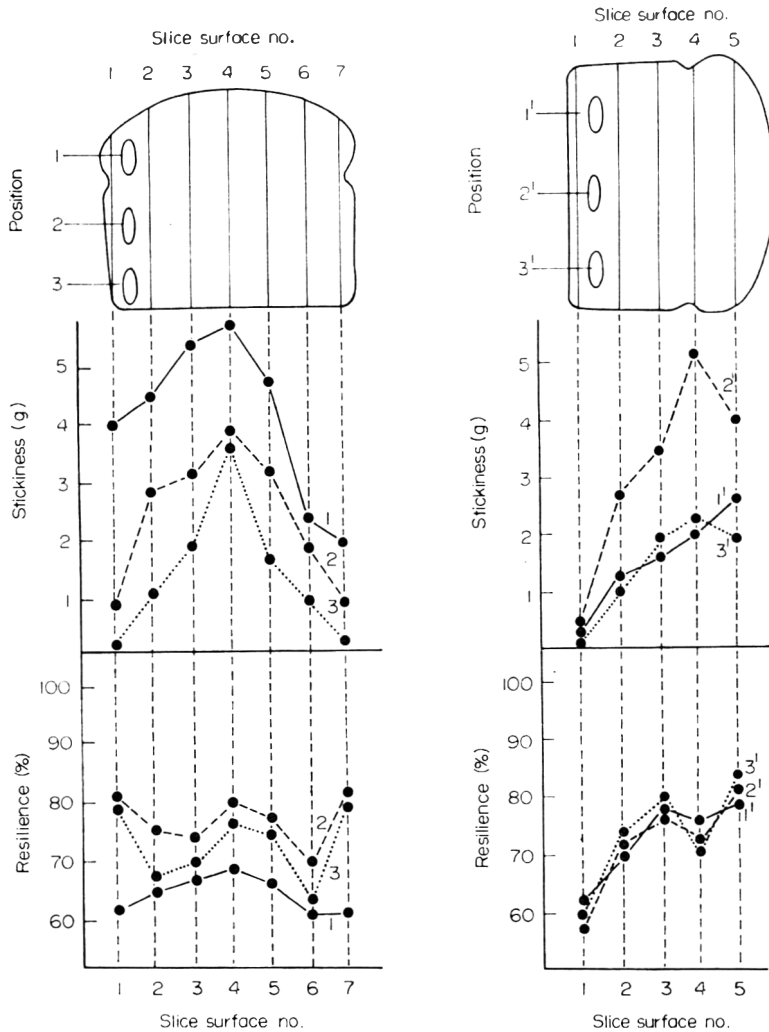 Slice surface no.
1 2 3 4 5 6 7
Position
1
2
3
Stickiness (g)
5
4
3
2
1
1
2
3
Resilience (%)
100
90
80
70
60
2
3
1
1 2 3 4 5 6 7
Slice surface no.
Slice surface no.
1 2 3 4 5
Position
1'
2'
3'
Stickiness (g)
5
4
3
2
1
2'
1'
3'
Resilience (%)
100
90
80
70
60
3'
2'
1'
1 2 3 4 5
Slice surface no.